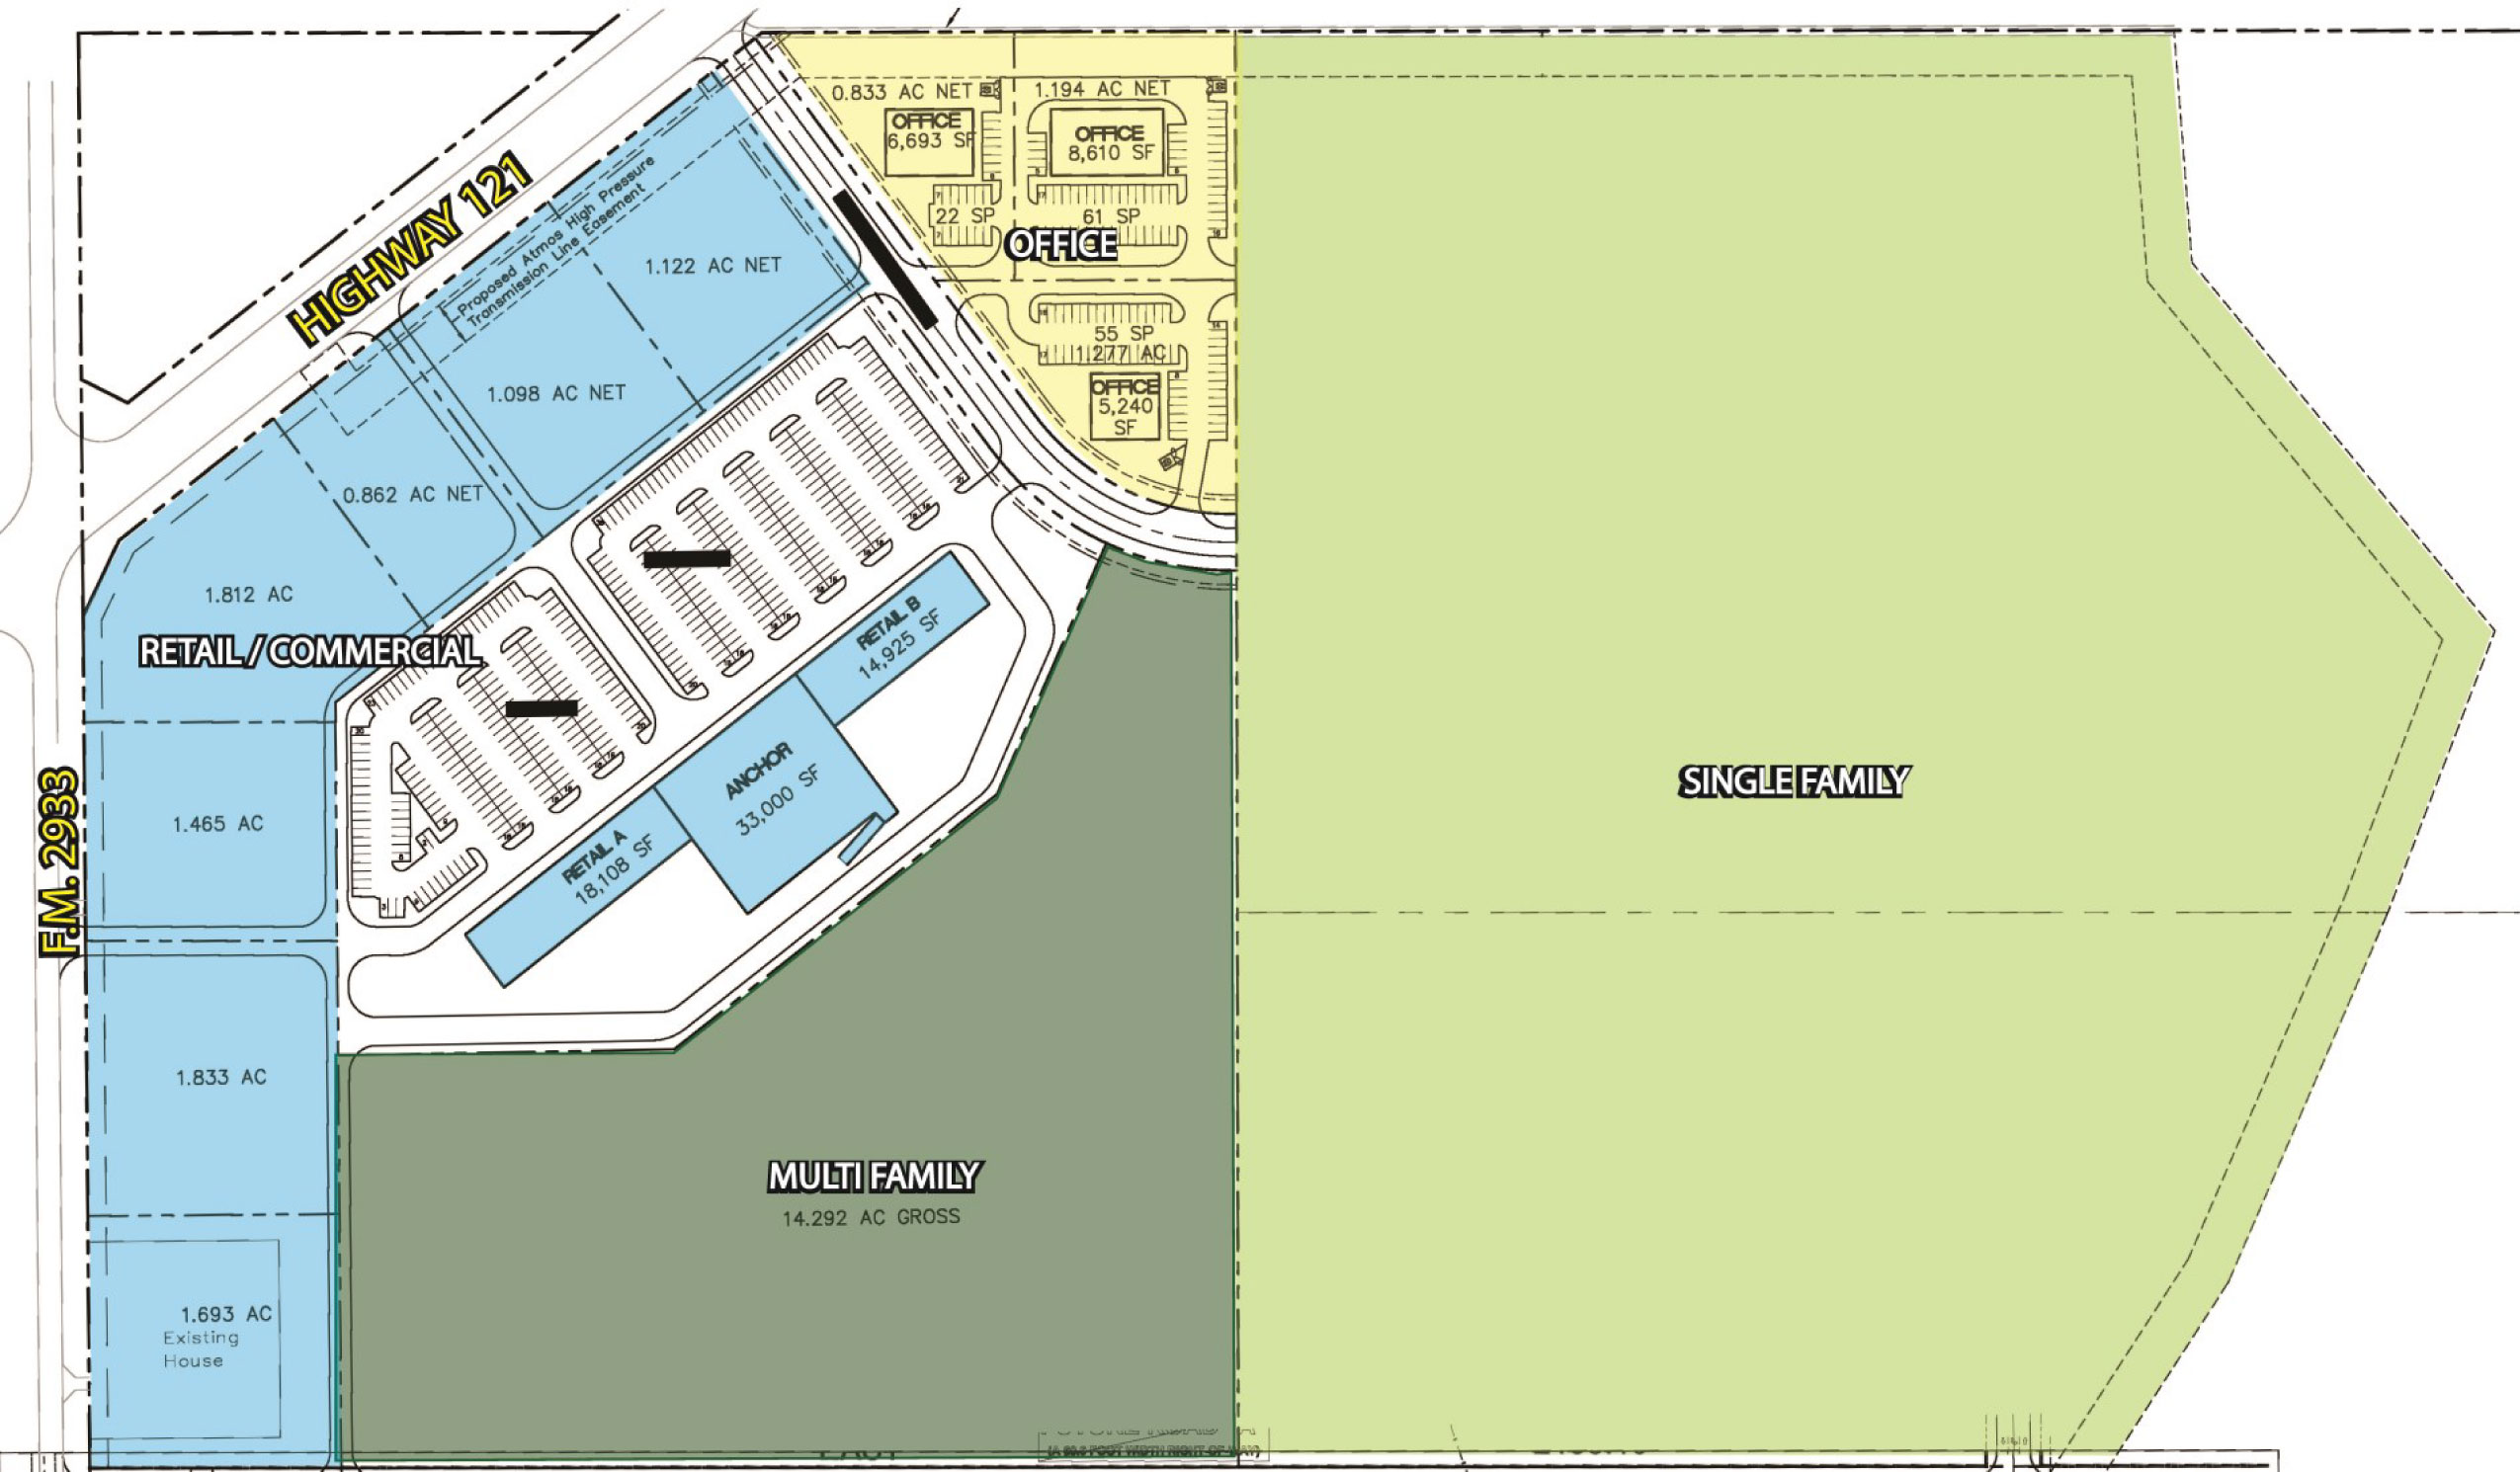 0.833 AC NET
1.194 AC NET
OFFICE
6,693 SF
OFFICE
8,610 SF
22 SP
61 SP
OFFICE
55 SP
1.277 AC
OFFICE
5,240
SF
HIGHWAY 121
Proposed Atmos High Pressure
Transmission Line Easement
1.122 AC NET
1.098 AC NET
0.862 AC NET
1.812 AC
RETAIL / COMMERCIAL
RETAIL B
14,925 SF
ANCHOR
33,000 SF
RETAIL A
18,108 SF
F.M. 2933
1.465 AC
SINGLE FAMILY
1.833 AC
MULTI FAMILY
14.292 AC GROSS
1.693 AC
Existing
House